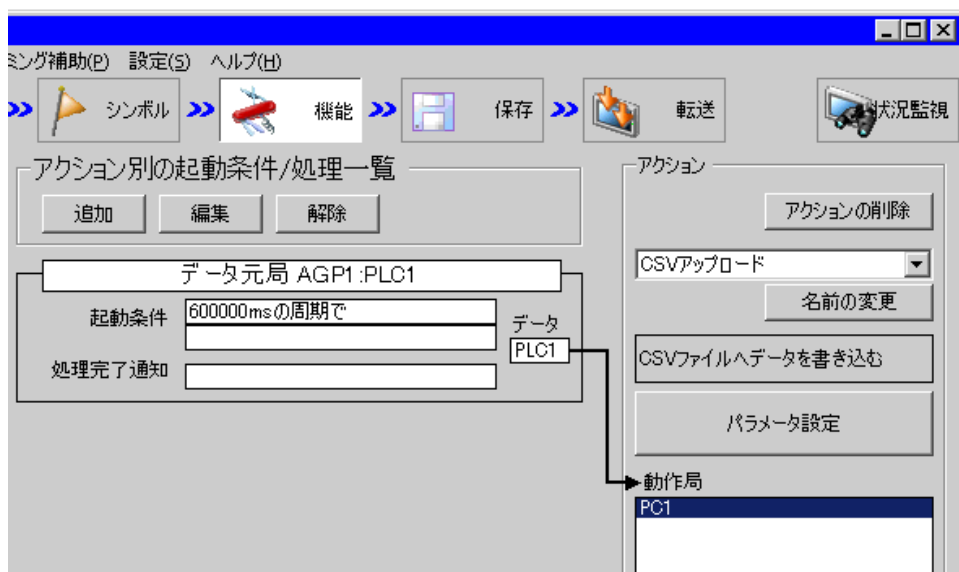 ミング補助(P) 設定(S) ヘルプ(H)
シンボル 機能 保存 転送 状況監視
アクション別の起動条件/処理一覧
追加 編集 解除
データ元局 AGP1:PLC1
起動条件 600000msの周期で
データ
PLC1
処理完了通知
アクション
アクションの削除
CSVアップロード
名前の変更
CSVファイルへデータを書き込む
パラメータ設定
動作局
PC1